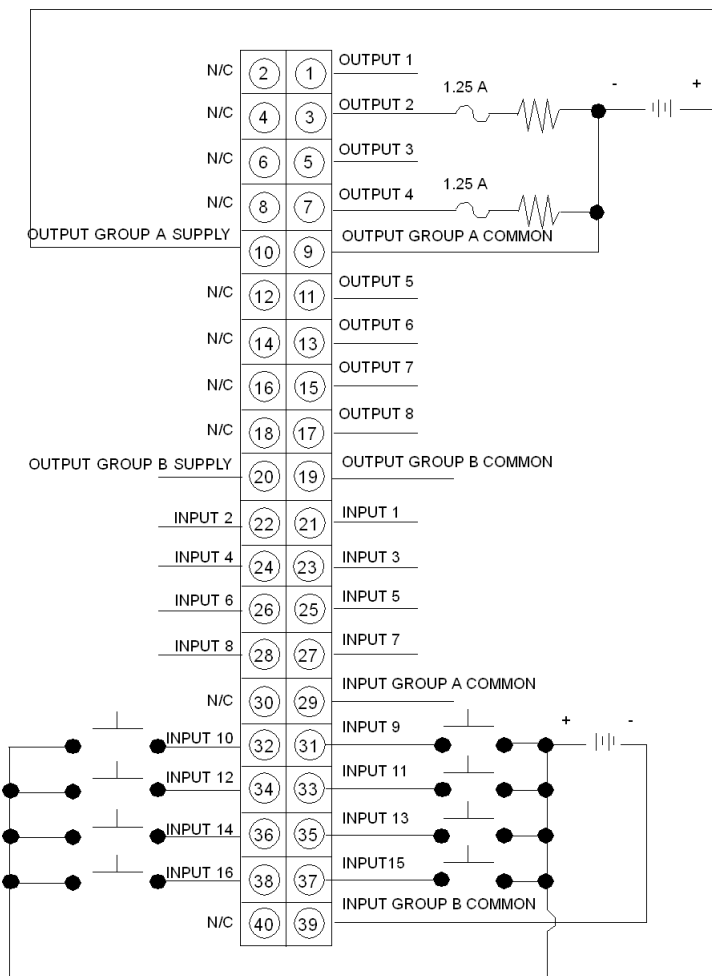 OUTPUT 1
N/C 2 1
1.25 A - +
OUTPUT 2
N/C 4 3
OUTPUT 3
N/C 6 5
1.25 A
OUTPUT 4
N/C 8 7
OUTPUT GROUP A SUPPLY OUTPUT GROUP A COMMON
10 9
OUTPUT 5
N/C 12 11
OUTPUT 6
N/C 14 13
OUTPUT 7
N/C 16 15
OUTPUT 8
N/C 18 17
OUTPUT GROUP B SUPPLY OUTPUT GROUP B COMMON
20 19
INPUT 2 22 21 INPUT 1
INPUT 4 24 23 INPUT 3
INPUT 6 26 25 INPUT 5
INPUT 8 28 27 INPUT 7
INPUT GROUP A COMMON
N/C 30 29
INPUT 10 32 31 INPUT 9 + -
INPUT 12 34 33 INPUT 11
INPUT 14 36 35 INPUT 13
INPUT 16 38 37 INPUT15
INPUT GROUP B COMMON
N/C 40 39